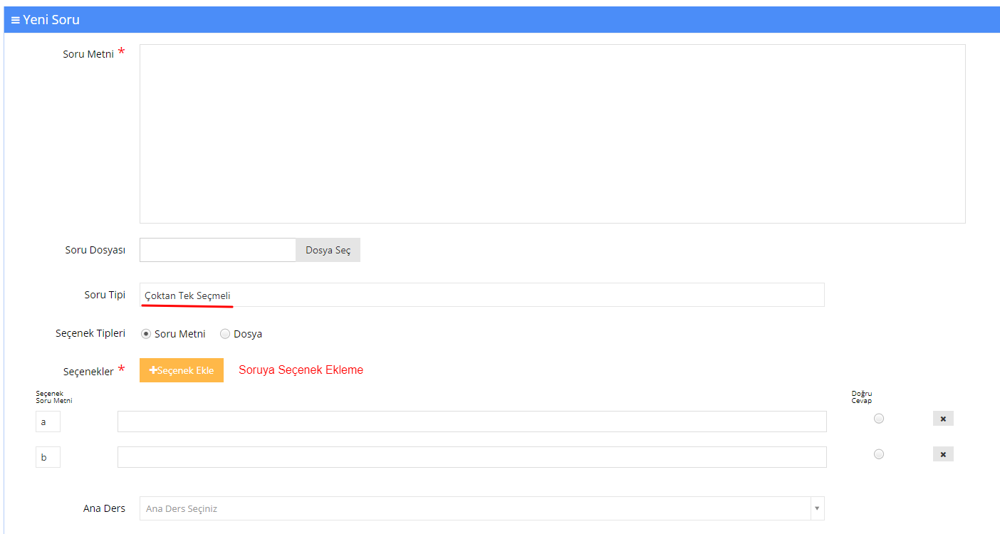 Yeni Soru
Soru Metni *
Soru Dosyası
Dosya Seç
Soru Tipi
Çoktan Tek Seçmeli
Seçenek Tipleri
Soru Metni
Dosya
Seçenekler *
+Seçenek Ekle
Soruya Seçenek Ekleme
Seçenek
Soru Metni
Doğru
Cevap
a
b
Ana Ders
Ana Ders Seçiniz